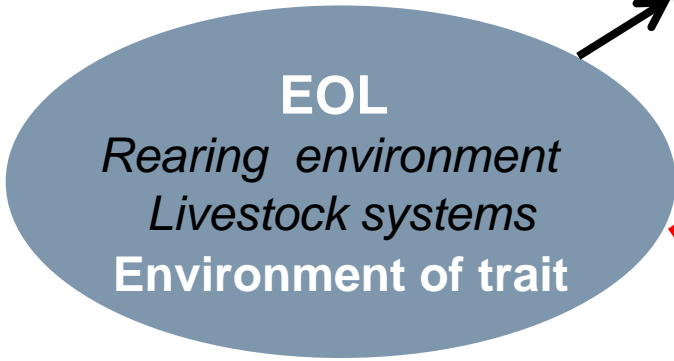 EOL
Rearing environment
Livestock systems
Environment of trait